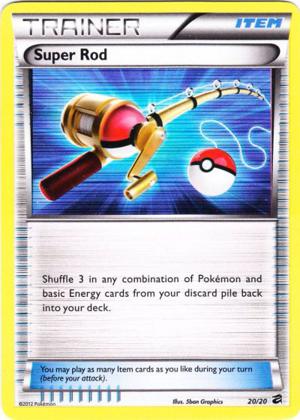 TRAINER
ITEM
Super Rod
Shuffle 3 in any combination of Pokémon and
basic Energy cards from your discard pile back
into your deck.
You may play as many Item cards as you like during your turn
(before your attack).
©2012 Pokémon
Illus. 5ban Graphics
20/20